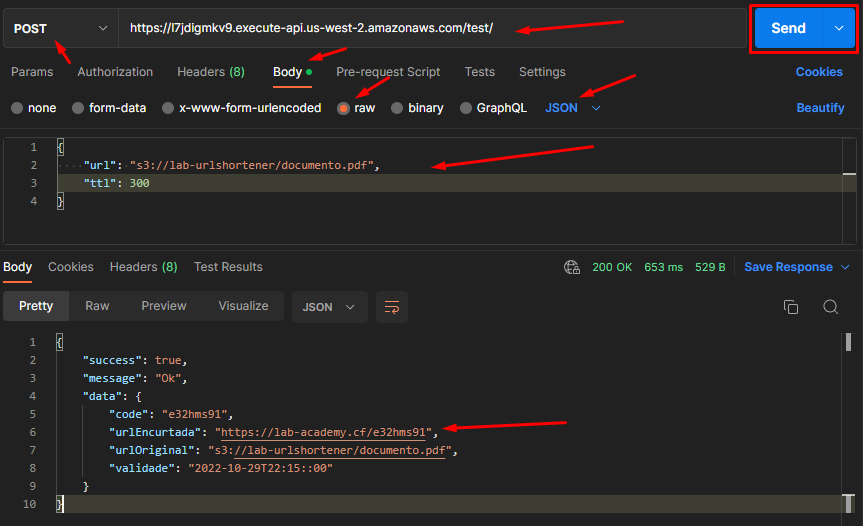 POST https://l7jdigmkv9.execute-api.us-west-2.amazonaws.com/test/ Send
Params Authorization Headers (8) Body Pre-request Script Tests Settings Cookies
none form-data x-www-form-urlencoded raw binary GraphQL JSON Beautify
1 {
2 "url": "s3://lab-urlshortener/documento.pdf",
3 "ttl": 300
4 }
Body Cookies Headers (8) Test Results 200 OK 653 ms 529 B Save Response
Pretty Raw Preview Visualize JSON
1 {
2 "success": true,
3 "message": "Ok",
4 "data": {
5 "code": "e32hms91",
6 "urlEncurtada": "https://lab-academy.cf/e32hms91",
7 "urlOriginal": "s3://lab-urlshortener/documento.pdf",
8 "validade": "2022-10-29T22:15::00"
9 }
10 }